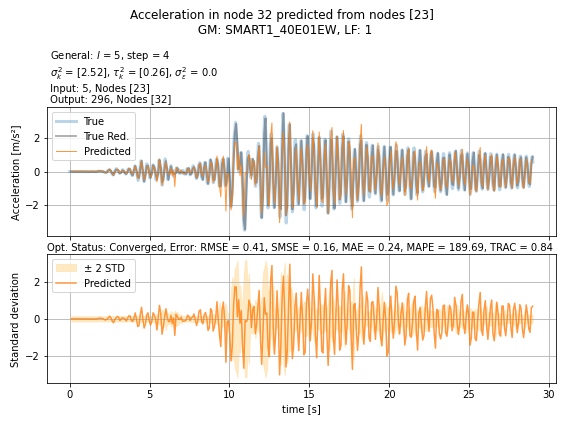 Acceleration in node 32 predicted from nodes [23]
GM: SMART1_40E01EW, LF: 1
General: l = 5, step = 4
σ²ₖ = [2.52], τ²ₖ = [0.26], σ²ₑ = 0.0
Input: 5, Nodes [23]
Output: 296, Nodes [32]
True
True Red.
Predicted
Acceleration [m/s²]
2
0
−2
Opt. Status: Converged, Error: RMSE = 0.41, SMSE = 0.16, MAE = 0.24, MAPE = 189.69, TRAC = 0.84
± 2 STD
Predicted
Standard deviation
2
0
−2
0
5
10
15
20
25
30
time [s]